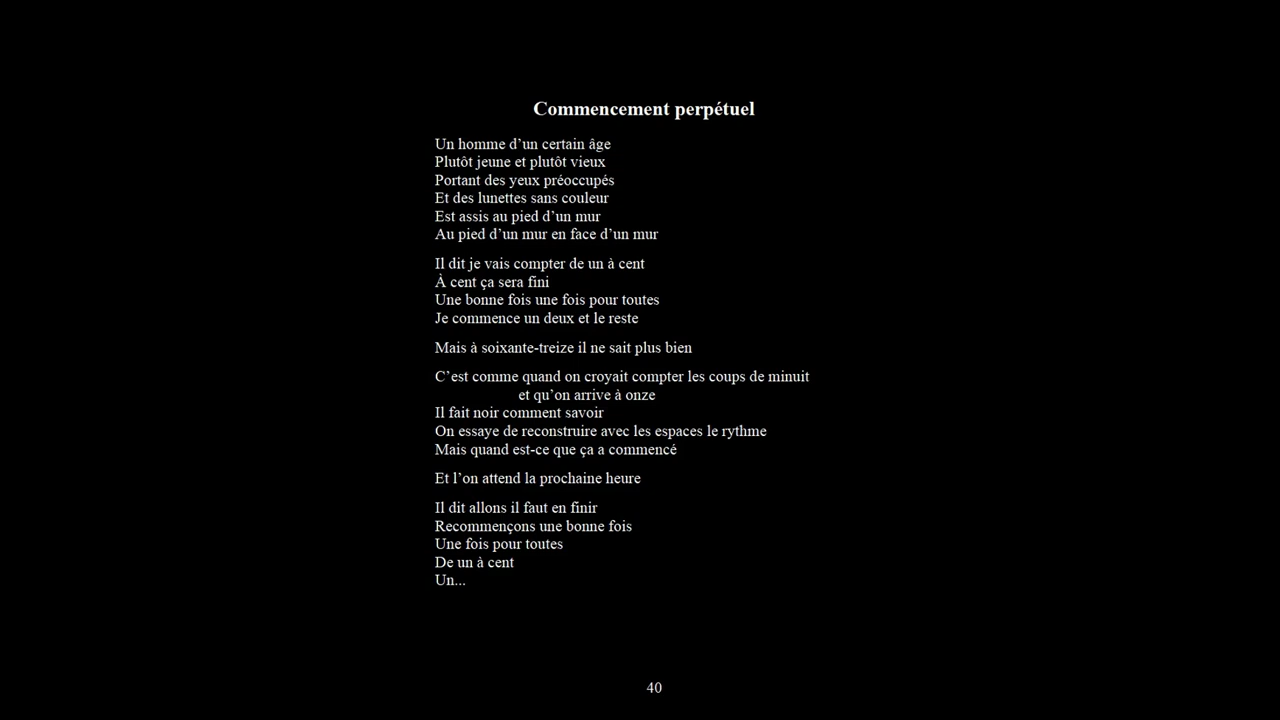 Commencement perpétuel
Un homme d’un certain âge
Plutôt jeune et plutôt vieux
Portant des yeux préoccupés
Et des lunettes sans couleur
Est assis au pied d’un mur
Au pied d’un mur en face d’un mur
Il dit je vais compter de un à cent
À cent ça sera fini
Une bonne fois une fois pour toutes
Je commence un deux et le reste
Mais à soixante-treize il ne sait plus bien
C’est comme quand on croyait compter les coups de minuit
et qu’on arrive à onze
Il fait noir comment savoir
On essaye de reconstruire avec les espaces le rythme
Mais quand est-ce que ça a commencé
Et l’on attend la prochaine heure
Il dit allons il faut en finir
Recommençons une bonne fois
Une fois pour toutes
De un à cent
Un...
40